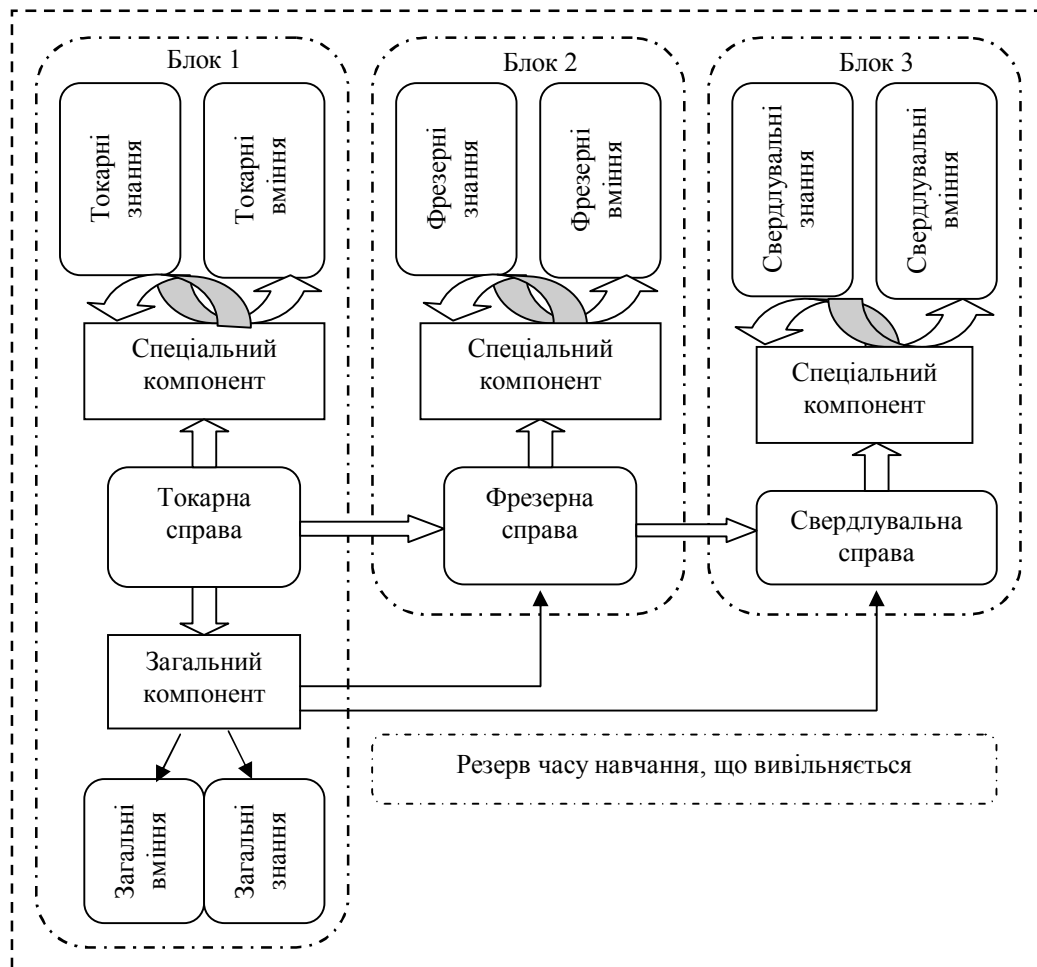 Блок 1
Токарні
знання
Токарні
вміння
Спеціальний
компонент
Токарна
справа
Загальний
компонент
Загальні
вміння
Загальні
знання
Блок 2
Фрезерні
знання
Фрезерні
вміння
Спеціальний
компонент
Фрезерна
справа
Блок 3
Свердлувальні
знання
Свердлувальні
вміння
Спеціальний
компонент
Свердлувальна
справа
Резерв часу навчання, що вивільняється